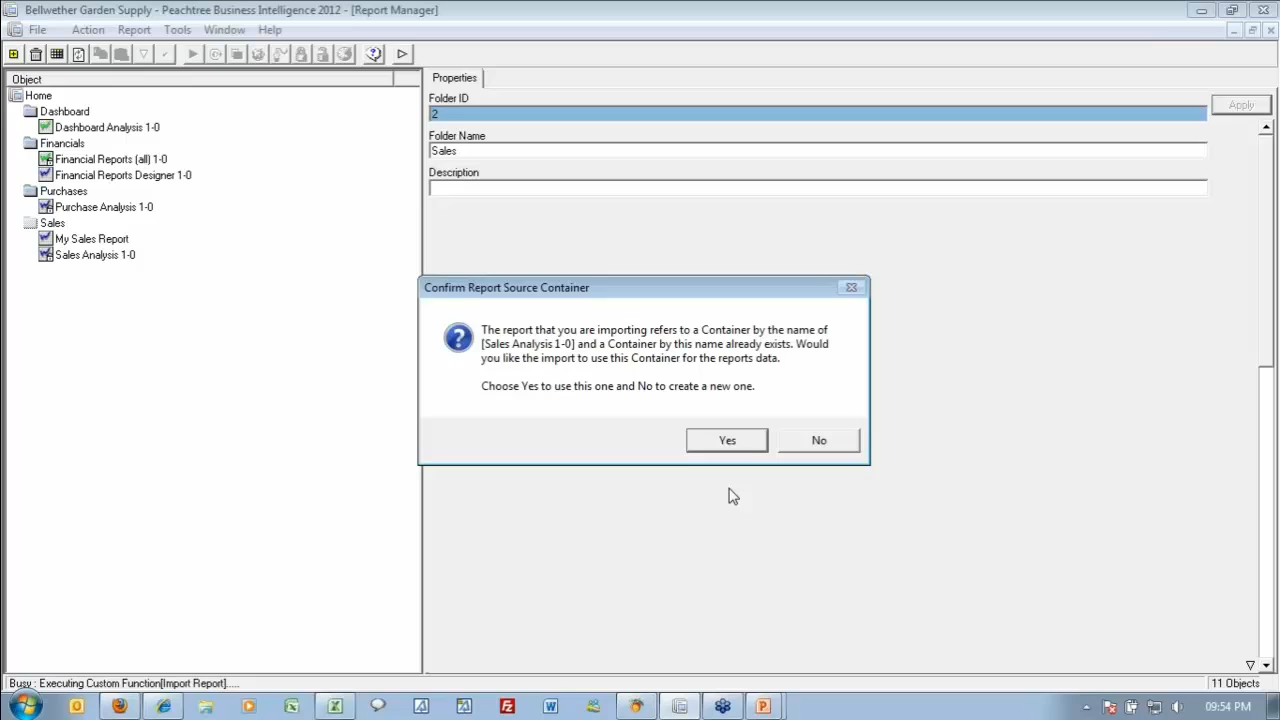 Bellwether Garden Supply - Peachtree Business Intelligence 2012 - [Report Manager]
File Action Report Tools Window Help
Object
Home
Dashboard
Dashboard Analysis 1-0
Financials
Financial Reports (all) 1-0
Financial Reports Designer 1-0
Purchases
Purchase Analysis 1-0
Sales
My Sales Report
Sales Analysis 1-0
Properties
Folder ID
2
Apply
Folder Name
Sales
Description
Confirm Report Source Container
The report that you are importing refers to a Container by the name of
[Sales Analysis 1-0] and a Container by this name already exists. Would
you like the import to use this Container for the reports data.
Choose Yes to use this one and No to create a new one.
Yes No
Busy : Executing Custom Function[Import Report].....
11 Objects
09:54 PM